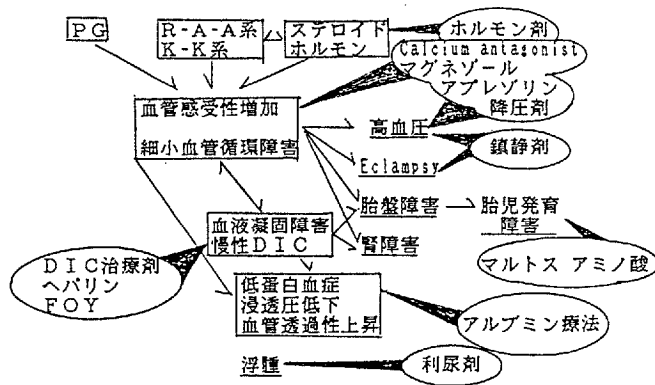 PG
R-A-A系
K-K系
ステロイド
ホルモン
ホルモン剤
Calcium antagonist
マグネゾール
アプレゾリン
降圧剤
血管感受性増加
細小血管循環障害
高血圧
鎮静剤
Eclampsy
胎盤障害
胎児発育
障害
血液凝固障害
慢性DIC
腎障害
DIC治療剤
ヘパリン
FOY
マルトス アミノ酸
低蛋白血症
浸透圧低下
血管透過性上昇
アルブミン療法
浮腫
利尿剤